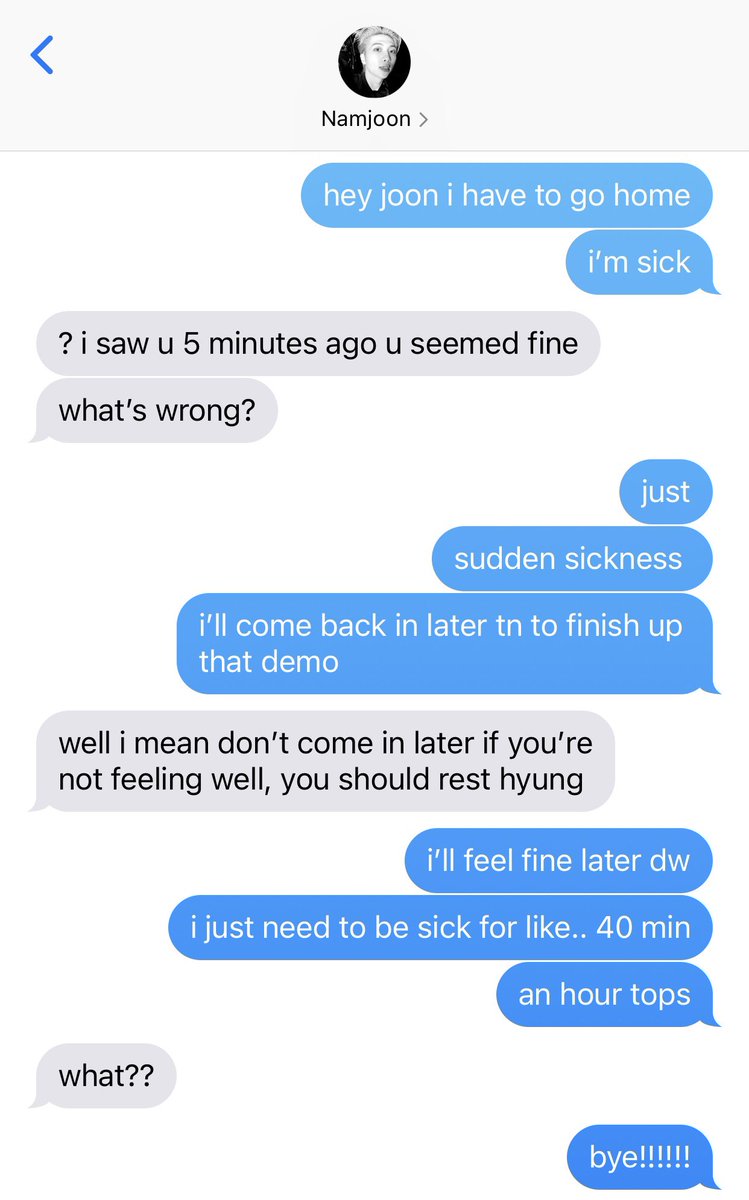 Namjoon
hey joon i have to go home
i’m sick
? i saw u 5 minutes ago u seemed fine
what’s wrong?
just
sudden sickness
i’ll come back in later tn to finish up
that demo
well i mean don’t come in later if you’re
not feeling well, you should rest hyung
i’ll feel fine later dw
i just need to be sick for like.. 40 min
an hour tops
what??
bye!!!!!!